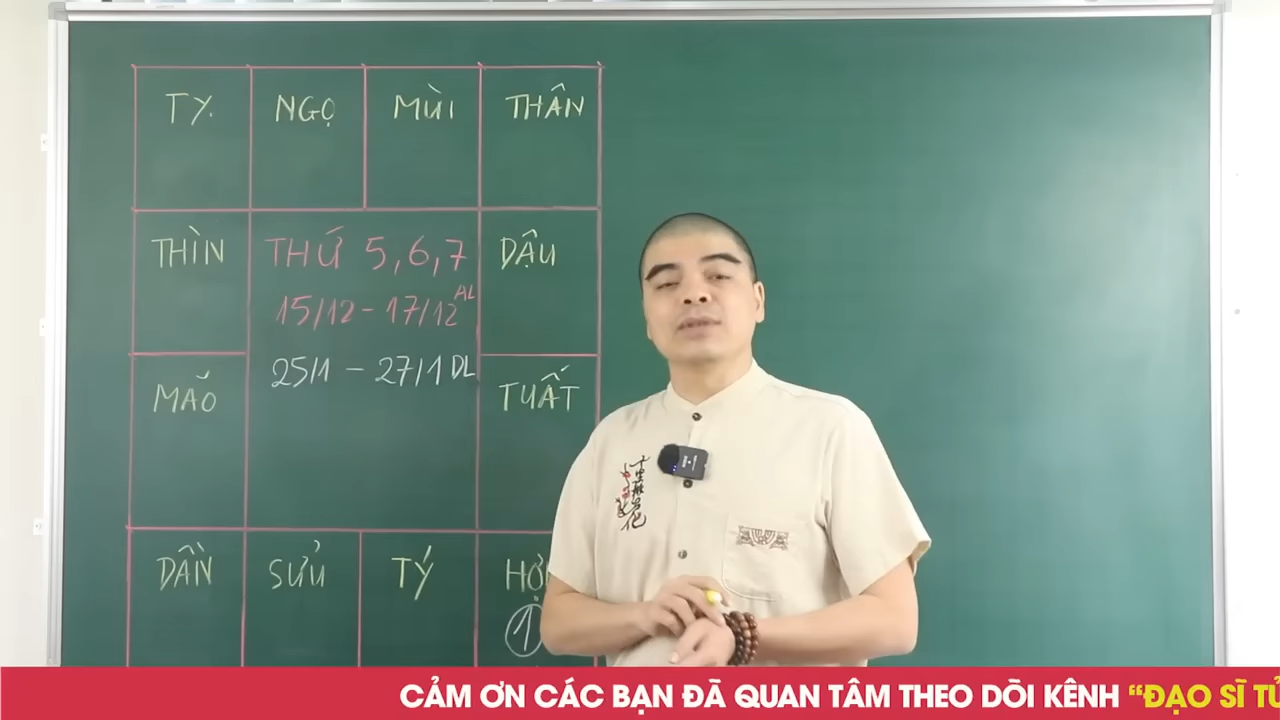 TỴ. NGỌ MÙI THÂN
THÌN THỨ 5,6,7 DẬU
15/12 - 17/12 AL
25/1 - 27/1 DL
MÃO TUẤT
DẦN SỬU TÝ HỢI
1
CẢM ƠN CÁC BẠN ĐÃ QUAN TÂM THEO DÕI KÊNH “ĐẠO SĨ TỬ